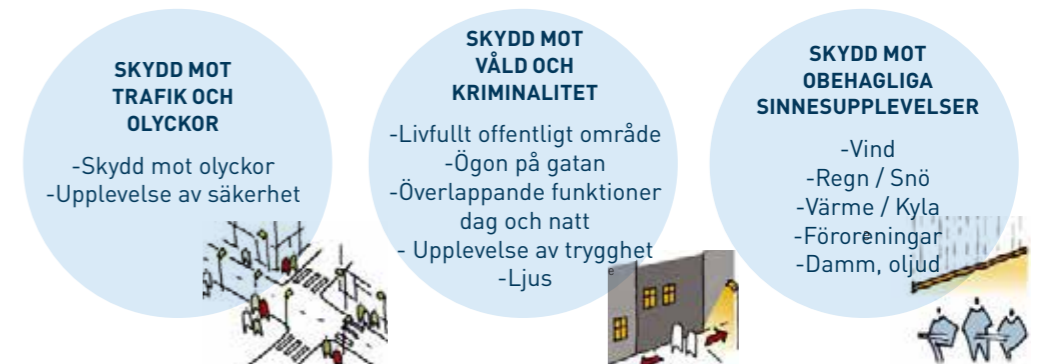 SKYDD MOT
TRAFIK OCH
OLYCKOR
-Skydd mot olyckor
-Upplevelse av säkerhet
SKYDD MOT
VÅLD OCH
KRIMINALITET
-Livfullt offentligt område
-Ögon på gatan
-Överlappande funktioner
dag och natt
- Upplevelse av trygghet
-Ljus
SKYDD MOT
OBEHAGLIGA
SINNESUPPLEVELSER
-Vind
-Regn / Snö
-Värme / Kyla
-Föroreningar
-Damm, oljud